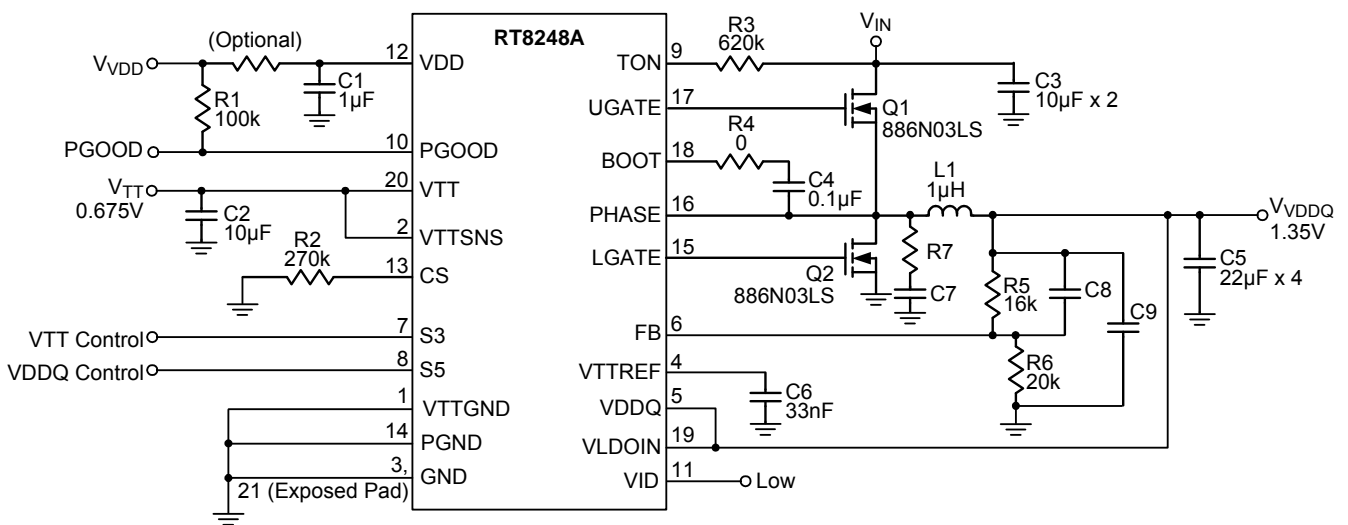 (Optional)
V_VDD
12
VDD
C1
1µF
R1
100k
PGOOD
10
PGOOD
V_TT
0.675V
20
VTT
C2
10µF
2
VTTSNS
R2
270k
13
CS
VTT Control
7
S3
VDDQ Control
8
S5
1
VTTGND
14
PGND
3,
21 (Exposed Pad)
GND
RT8248A
TON
9
R3
620k
V_IN
C3
10µF x 2
UGATE
17
Q1
886N03LS
BOOT
18
R4
0
C4
0.1µF
PHASE
16
L1
1µH
V_VDDQ
1.35V
LGATE
15
Q2
886N03LS
R7
C7
R5
16k
C8
C9
C5
22µF x 4
FB
6
R6
20k
VTTREF
4
C6
33nF
VDDQ
5
VLDOIN
19
VID
11
Low